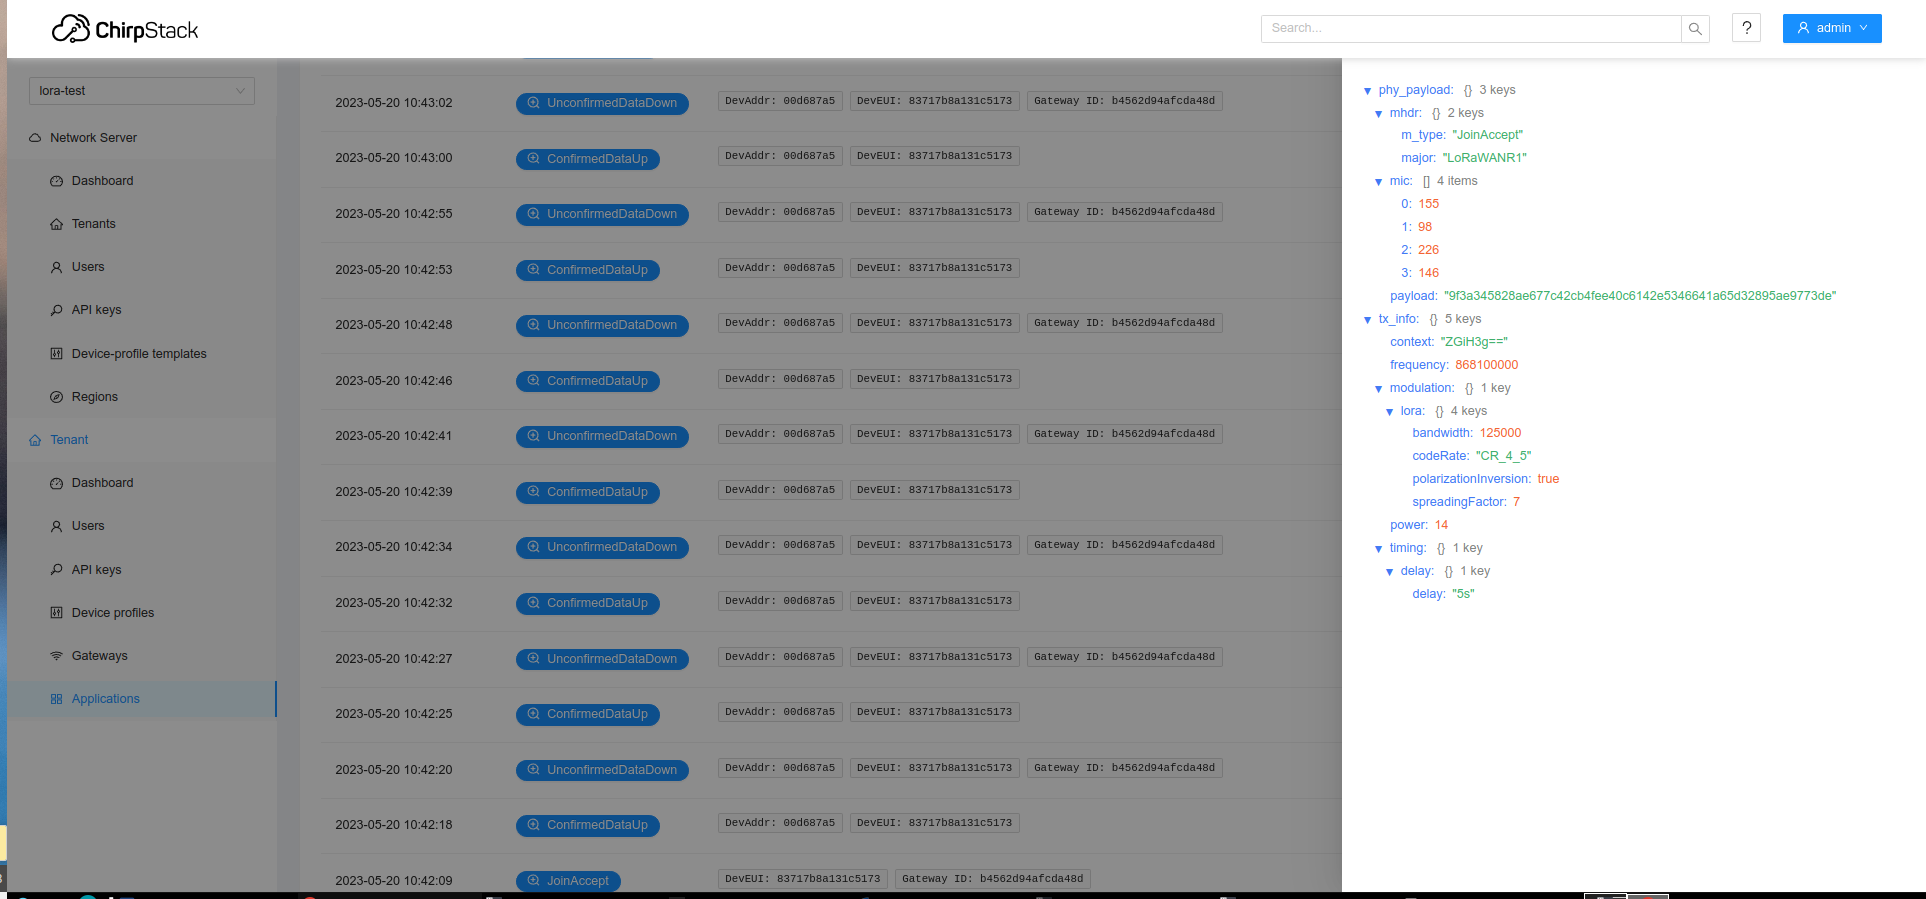 ChirpStack
Search...
?
admin
lora-test
Network Server
Dashboard
Tenants
Users
API keys
Device-profile templates
Regions
Tenant
Dashboard
Users
API keys
Device profiles
Gateways
Applications
2023-05-20 10:43:02 UnconfirmedDataDown DevAddr: 00d687a5 DevEUI: 83717b8a131c5173 Gateway ID: b4562d94afcda48d
2023-05-20 10:43:00 ConfirmedDataUp DevAddr: 00d687a5 DevEUI: 83717b8a131c5173
2023-05-20 10:42:55 UnconfirmedDataDown DevAddr: 00d687a5 DevEUI: 83717b8a131c5173 Gateway ID: b4562d94afcda48d
2023-05-20 10:42:53 ConfirmedDataUp DevAddr: 00d687a5 DevEUI: 83717b8a131c5173
2023-05-20 10:42:48 UnconfirmedDataDown DevAddr: 00d687a5 DevEUI: 83717b8a131c5173 Gateway ID: b4562d94afcda48d
2023-05-20 10:42:46 ConfirmedDataUp DevAddr: 00d687a5 DevEUI: 83717b8a131c5173
2023-05-20 10:42:41 UnconfirmedDataDown DevAddr: 00d687a5 DevEUI: 83717b8a131c5173 Gateway ID: b4562d94afcda48d
2023-05-20 10:42:39 ConfirmedDataUp DevAddr: 00d687a5 DevEUI: 83717b8a131c5173
2023-05-20 10:42:34 UnconfirmedDataDown DevAddr: 00d687a5 DevEUI: 83717b8a131c5173 Gateway ID: b4562d94afcda48d
2023-05-20 10:42:32 ConfirmedDataUp DevAddr: 00d687a5 DevEUI: 83717b8a131c5173
2023-05-20 10:42:27 UnconfirmedDataDown DevAddr: 00d687a5 DevEUI: 83717b8a131c5173 Gateway ID: b4562d94afcda48d
2023-05-20 10:42:25 ConfirmedDataUp DevAddr: 00d687a5 DevEUI: 83717b8a131c5173
2023-05-20 10:42:20 UnconfirmedDataDown DevAddr: 00d687a5 DevEUI: 83717b8a131c5173 Gateway ID: b4562d94afcda48d
2023-05-20 10:42:18 ConfirmedDataUp DevAddr: 00d687a5 DevEUI: 83717b8a131c5173
2023-05-20 10:42:09 JoinAccept DevEUI: 83717b8a131c5173 Gateway ID: b4562d94afcda48d
phy_payload: {} 3 keys
mhdr: {} 2 keys
m_type: "JoinAccept"
major: "LoRaWANR1"
mic: [] 4 items
0: 155
1: 98
2: 226
3: 146
payload: "9f3a345828ae677c42cb4fee40c6142e5346641a65d32895ae9773de"
tx_info: {} 5 keys
context: "ZGiH3g=="
frequency: 868100000
modulation: {} 1 key
lora: {} 4 keys
bandwidth: 125000
codeRate: "CR_4_5"
polarizationInversion: true
spreadingFactor: 7
power: 14
timing: {} 1 key
delay: {} 1 key
delay: "5s"